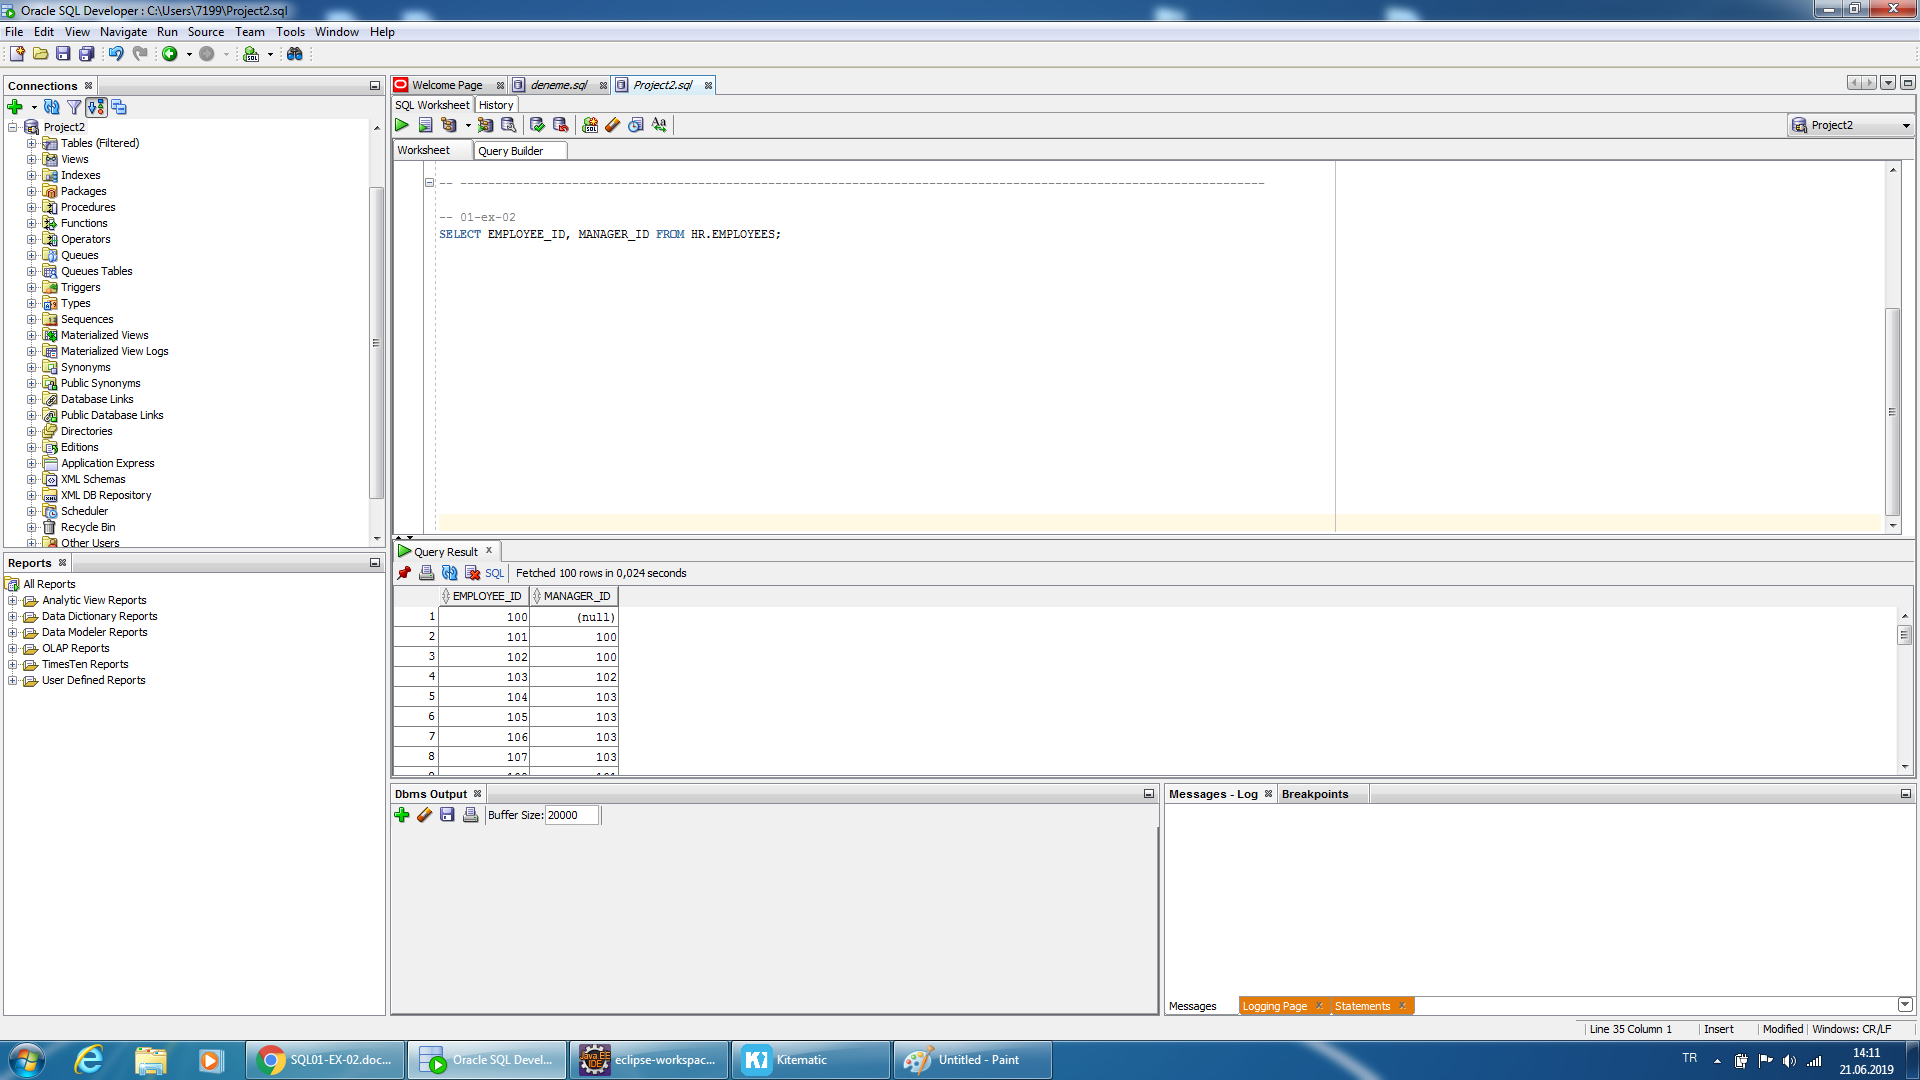 Oracle SQL Developer : C:\Users\7199\Project2.sql
File Edit View Navigate Run Source Team Tools Window Help
Connections
Project2
Tables (Filtered)
Views
Indexes
Packages
Procedures
Functions
Operators
Queues
Queues Tables
Triggers
Types
Sequences
Materialized Views
Materialized View Logs
Synonyms
Public Synonyms
Database Links
Public Database Links
Directories
Editions
Application Express
XML Schemas
XML DB Repository
Scheduler
Recycle Bin
Other Users
Reports
All Reports
Analytic View Reports
Data Dictionary Reports
Data Modeler Reports
OLAP Reports
TimesTen Reports
User Defined Reports
Welcome Page deneme.sql Project2.sql
SQL Worksheet History
Project2
Worksheet Query Builder
-- 01-ex-02
SELECT EMPLOYEE_ID, MANAGER_ID FROM HR.EMPLOYEES;
Query Result
SQL Fetched 100 rows in 0,024 seconds
EMPLOYEE_ID MANAGER_ID
1 100 (null)
2 101 100
3 102 100
4 103 102
5 104 103
6 105 103
7 106 103
8 107 103
Dbms Output
Buffer Size: 20000
Messages - Log Breakpoints
Messages Logging Page Statements
Line 35 Column 1 Insert Modified Windows: CR/LF
SQL01-EX-02.doc... Oracle SQL Devel... eclipse-workspac... Kitematic Untitled - Paint
TR 14:11
21.06.2019